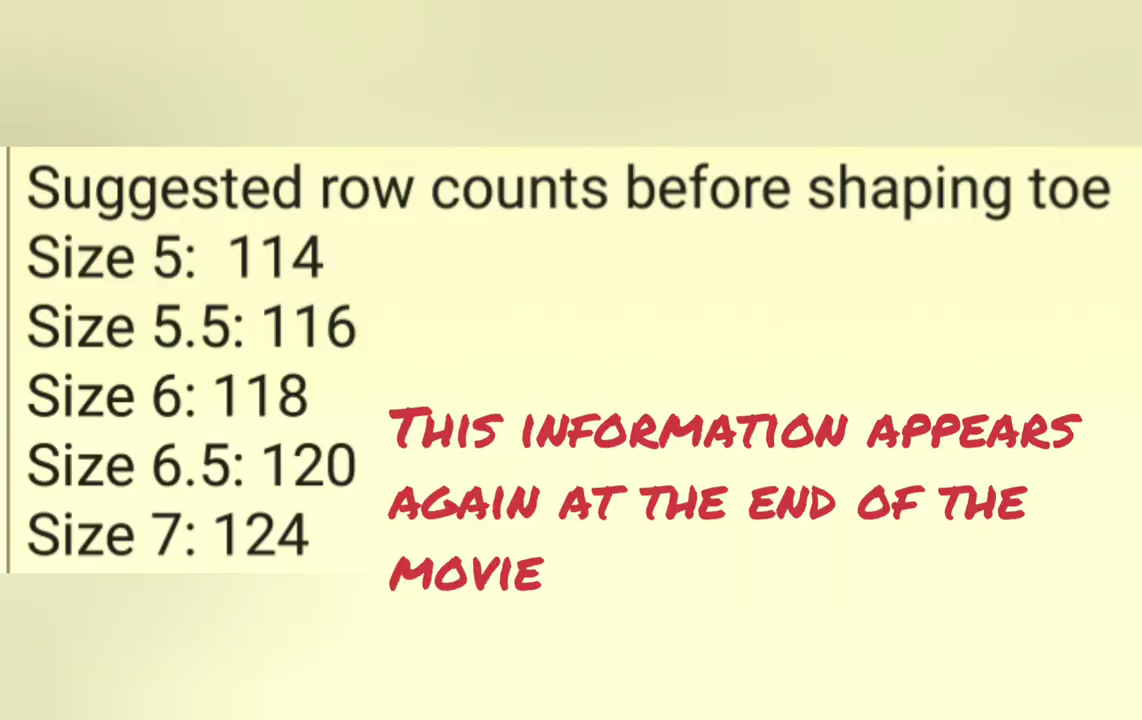 Suggested row counts before shaping toe
Size 5:  114
Size 5.5: 116
Size 6: 118
Size 6.5: 120
Size 7: 124
This information appears
again at the end of the
movie